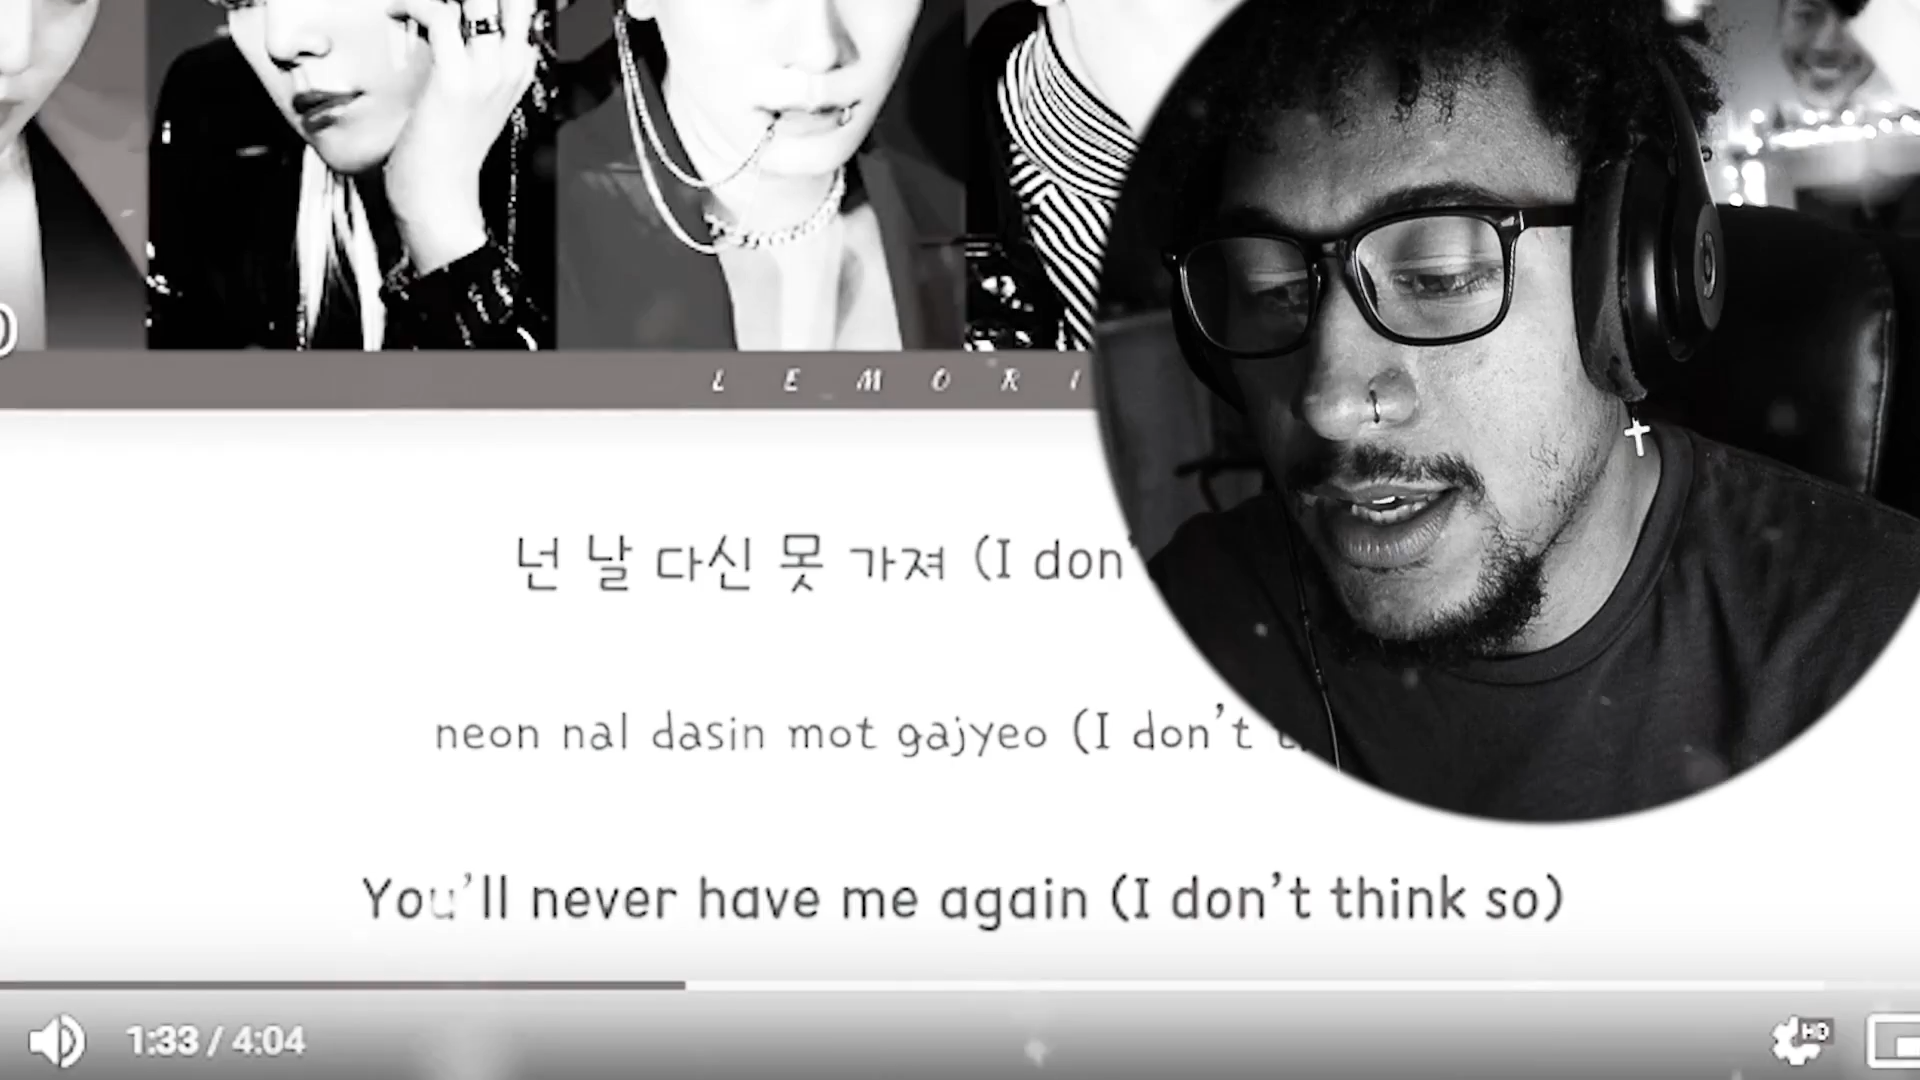 L E M O R I
넌 날 다신 못 가져 (I don'
neon nal dasin mot gajyeo (I don't
You'll never have me again (I don't think so)
1:33 / 4:04
HD